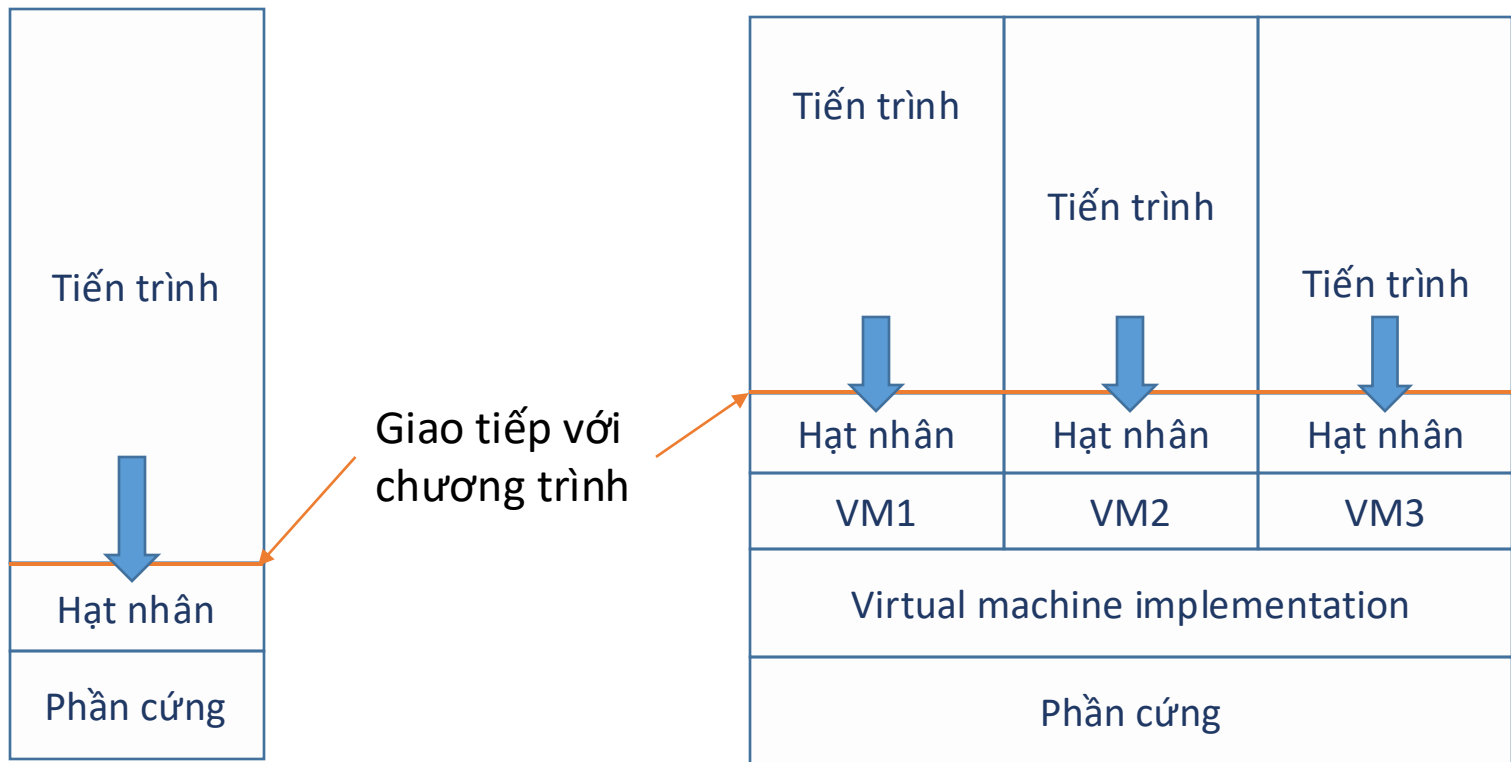 Tiến trình
Hạt nhân
Phần cứng
Giao tiếp với
chương trình
Tiến trình
Tiến trình
Tiến trình
Hạt nhân
Hạt nhân
Hạt nhân
VM1
VM2
VM3
Virtual machine implementation
Phần cứng